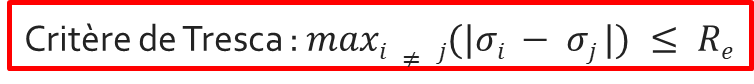 Critère de Tresca : max_{i ≠ j}(|σ_i − σ_j|) ≤ R_e